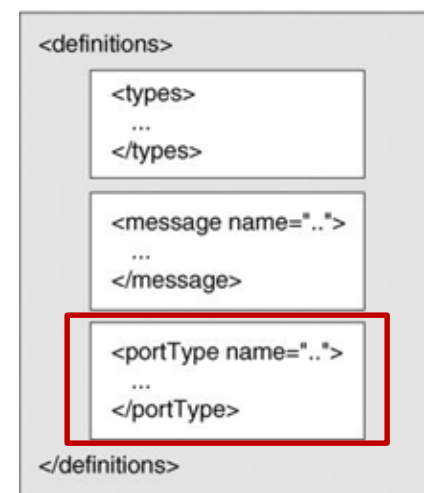 <definitions>
<types>
...
</types>
<message name="..">
...
</message>
<portType name="..">
...
</portType>
</definitions>